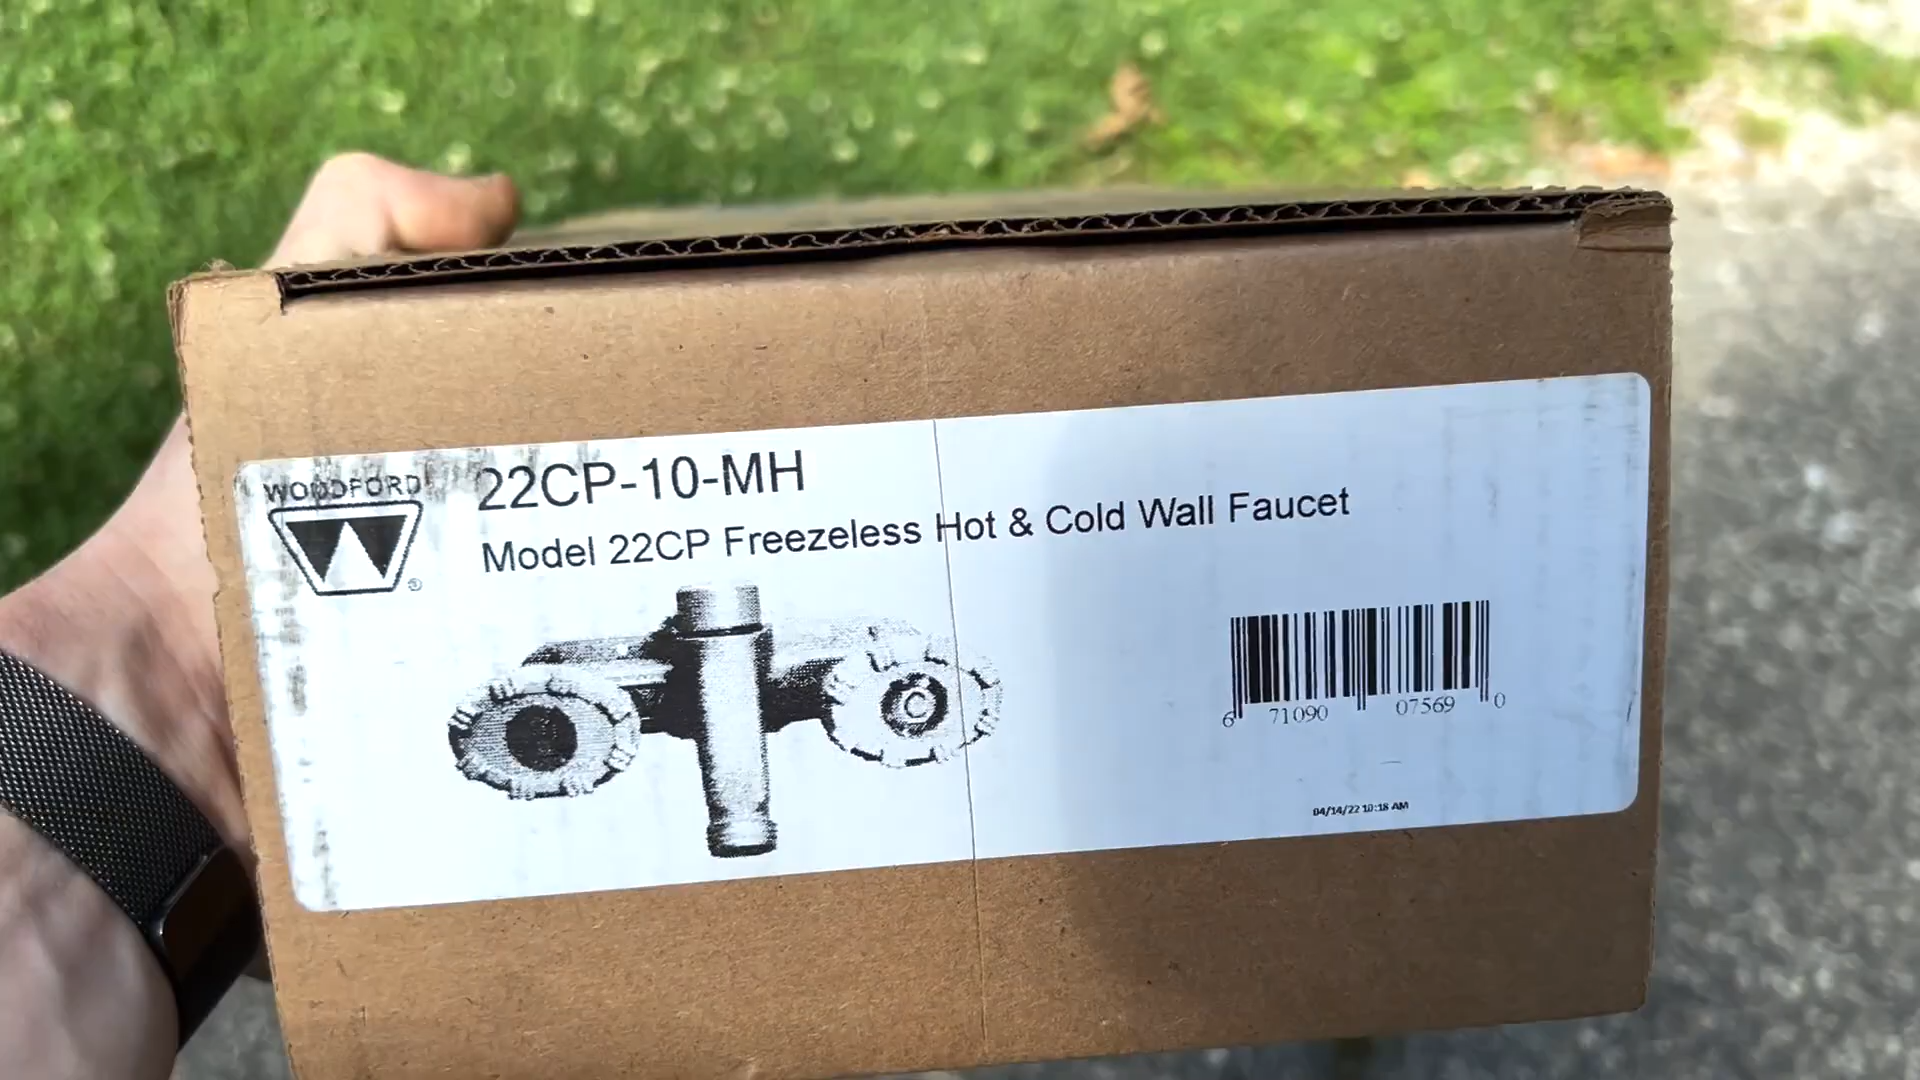 WOODFORD
®
22CP-10-MH
Model 22CP Freezeless Hot & Cold Wall Faucet
6 71090 07569 0
04/14/22 10:18 AM